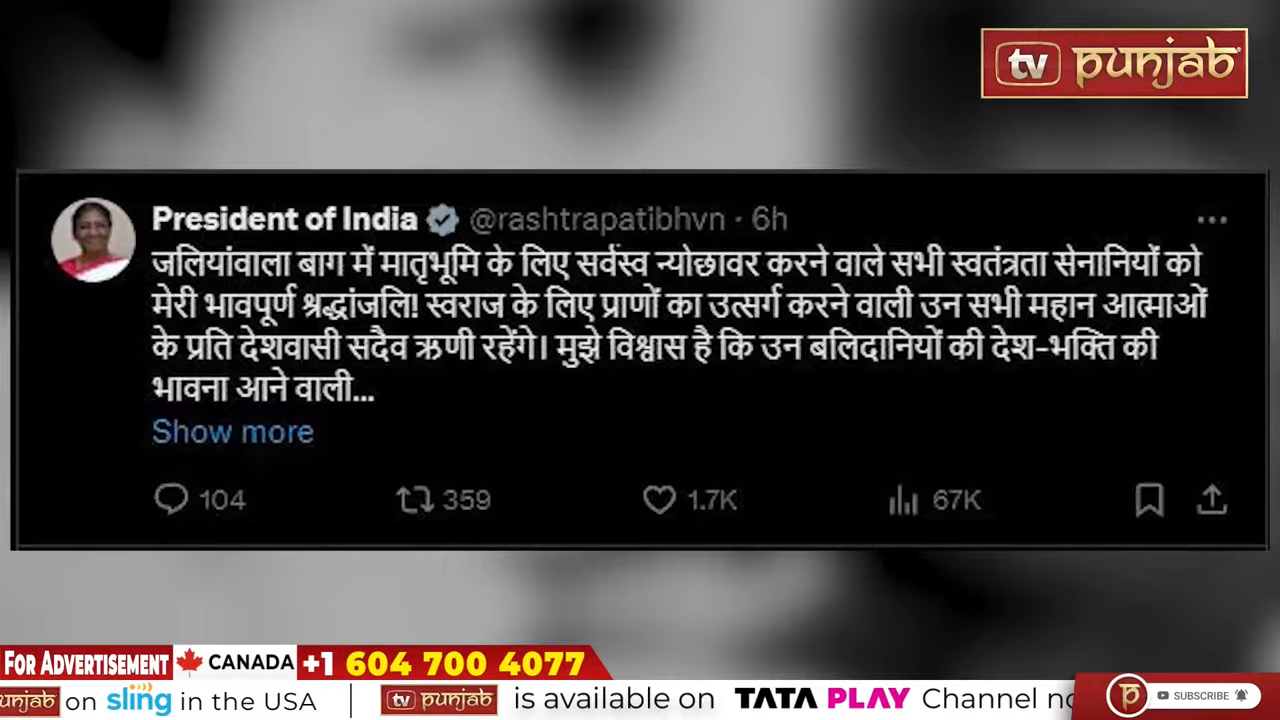 tv punjab
President of India @rashtrapatibhvn · 6h
जलियांवाला बाग में मातृभूमि के लिए सर्वस्व न्योछावर करने वाले सभी स्वतंत्रता सेनानियों को
मेरी भावपूर्ण श्रद्धांजलि! स्वराज के लिए प्राणों का उत्सर्ग करने वाली उन सभी महान आत्माओं
के प्रति देशवासी सदैव ऋणी रहेंगे। मुझे विश्वास है कि उन बलिदानियों की देश-भक्ति की
भावना आने वाली...
Show more
104 359 1.7K 67K
FOR ADVERTISEMENT CANADA +1 604 700 4077
on sling in the USA | tv punjab is available on TATA PLAY Channel SUBSCRIBE